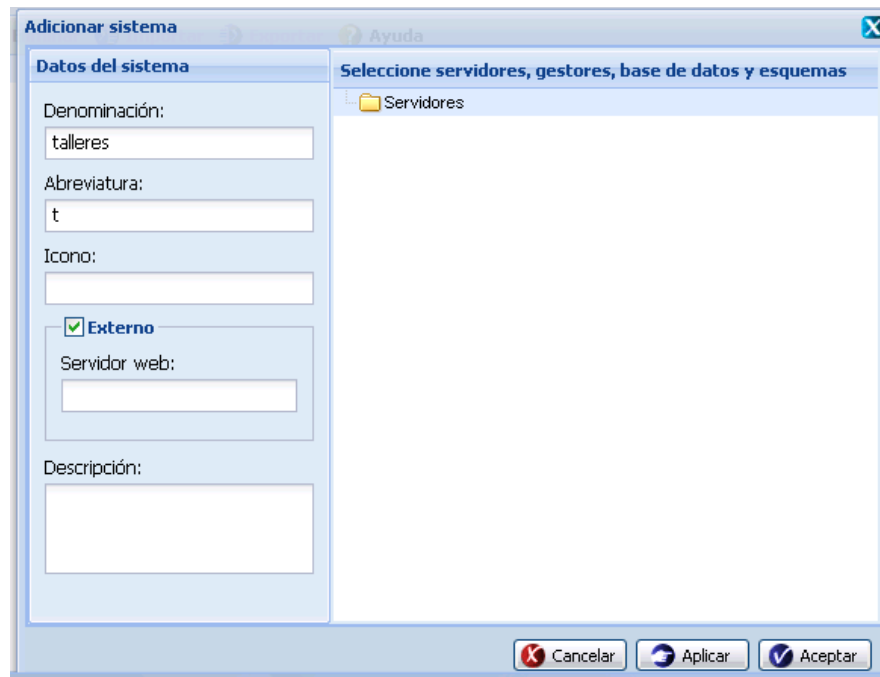 Adicionar sistema
Ayuda
Datos del sistema
Denominación:
talleres
Abreviatura:
t
Icono:
Externo
Servidor web:
Descripción:
Seleccione servidores, gestores, base de datos y esquemas
Servidores
Cancelar
Aplicar
Aceptar